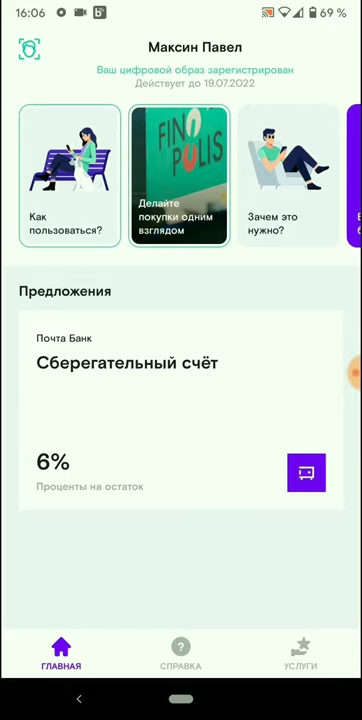 16:06
69 %
Максин Павел
Ваш цифровой образ зарегистрирован
Действует до 19.07.2022
FINOPOLIS
Как
пользоваться?
Делайте
покупки одним
взглядом
Зачем это
нужно?
Предложения
Почта Банк
Сберегательный счёт
6%
Проценты на остаток
ГЛАВНАЯ
СПРАВКА
УСЛУГИ